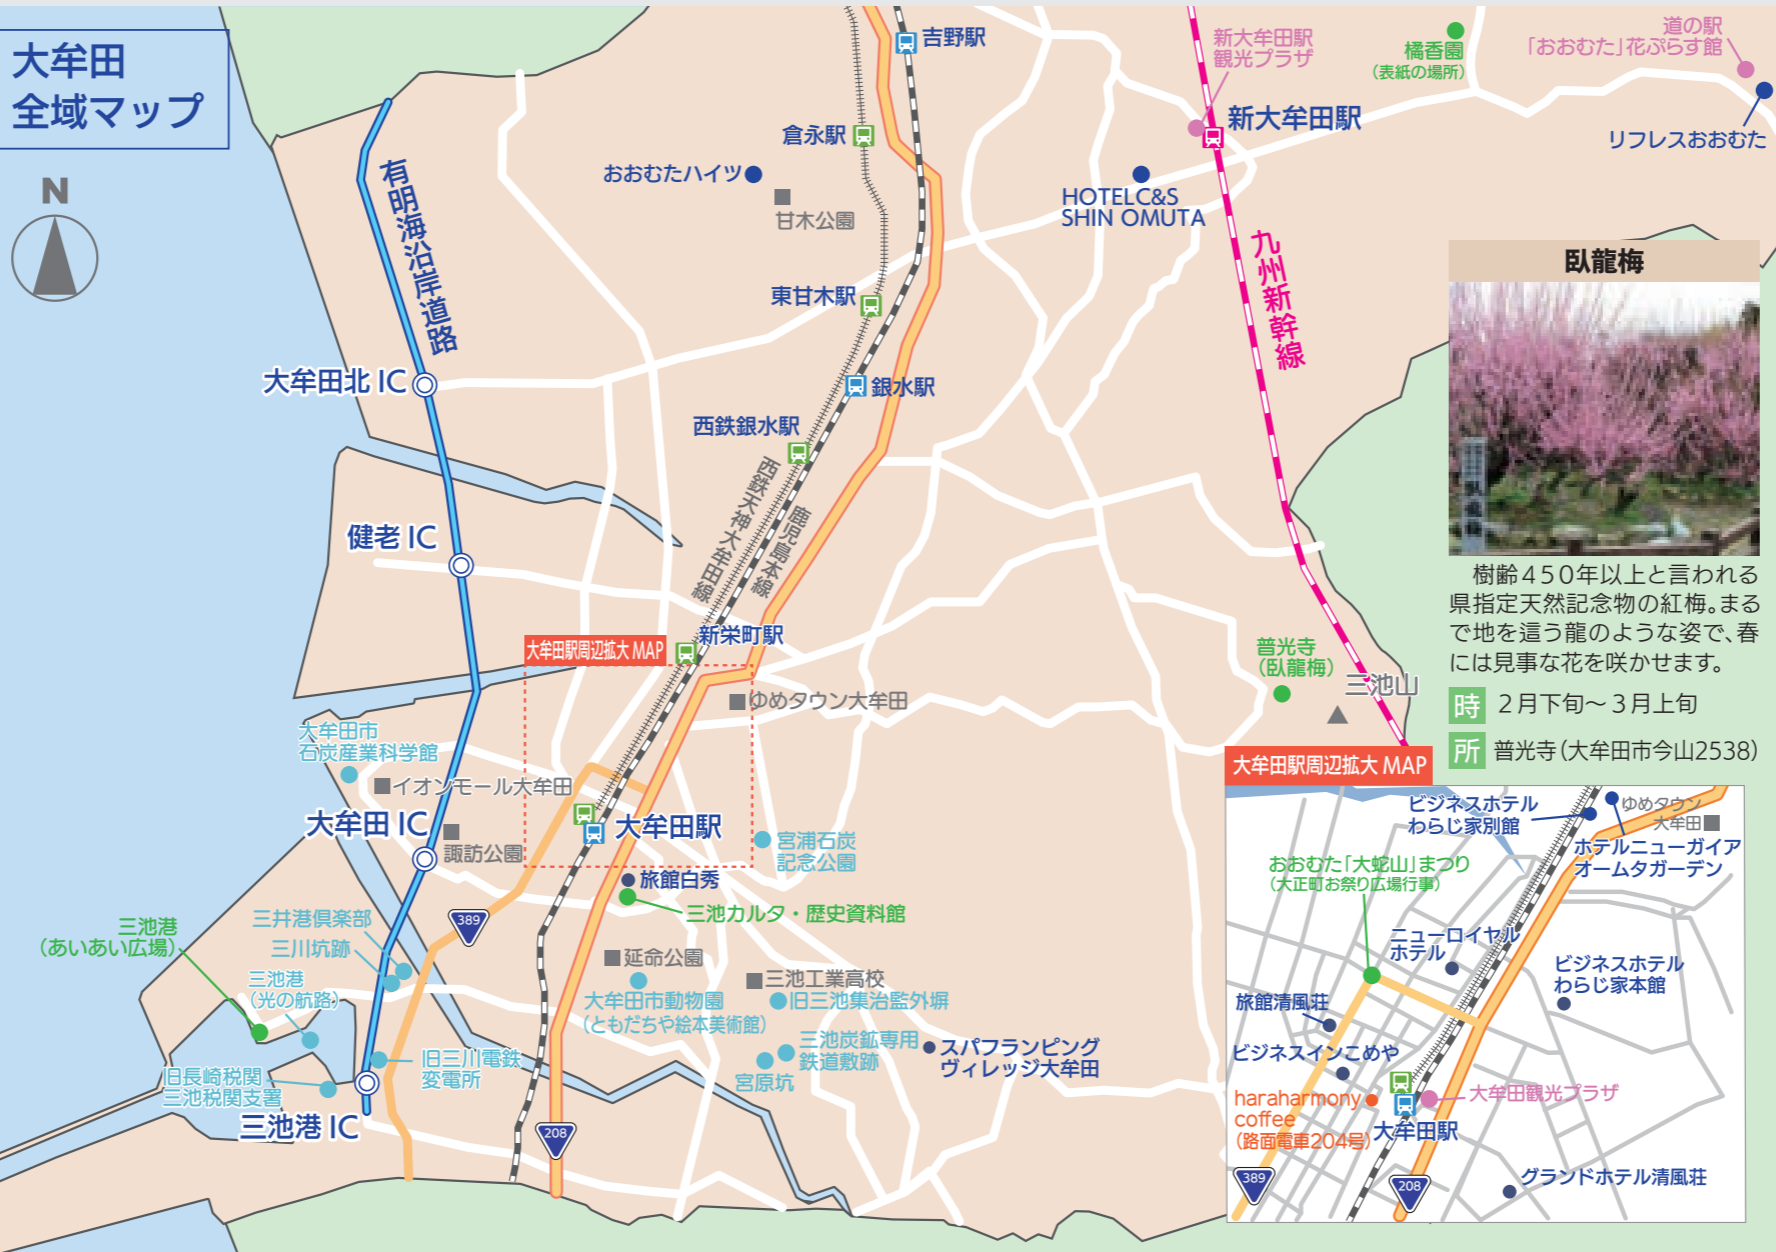 大牟田
全域マップ
N
有明海沿岸道路
吉野駅
倉永駅
おおむたハイツ
甘木公園
東甘木駅
銀水駅
西鉄銀水駅
西鉄天神大牟田線
鹿児島本線
新栄町駅
新大牟田駅
観光プラザ
新大牟田駅
HOTELC&S
SHIN OMUTA
九州新幹線
橘香園
(表紙の場所)
道の駅
「おおむた」花ぷらす館
リフレスおおむた
大牟田北 IC
健老 IC
大牟田駅周辺拡大 MAP
ゆめタウン大牟田
普光寺
(臥龍梅)
三池山
大牟田市
石炭産業科学館
イオンモール大牟田
大牟田 IC
諏訪公園
大牟田駅
宮浦石炭
記念公園
旅館白秀
三池カルタ・歴史資料館
389
三池港
(あいあい広場)
三井港倶楽部
三川坑跡
三池港
(光の航路)
旧三川電鉄
変電所
旧長崎税関
三池税関支署
三池港 IC
延命公園
大牟田市動物園
(ともだちや絵本美術館)
三池工業高校
旧三池集治監外塀
三池炭鉱専用
鉄道敷跡
宮原坑
スパフランピング
ヴィレッジ大牟田
208
臥龍梅
樹齢450年以上と言われる
県指定天然記念物の紅梅。まる
で地を這う龍のような姿で、春
には見事な花を咲かせます。
時 2月下旬〜3月上旬
所 普光寺(大牟田市今山2538)
大牟田駅周辺拡大 MAP
ビジネスホテル
わらじ家別館
ゆめタウン
大牟田
ホテルニューガイア
オームタガーデン
おおむた「大蛇山」まつり
(大正町お祭り広場行事)
ニューロイヤル
ホテル
ビジネスホテル
わらじ家本館
旅館清風荘
ビジネスインこめや
haraharmony
coffee
(路面電車204号)
大牟田観光プラザ
大牟田駅
グランドホテル清風荘
389
208